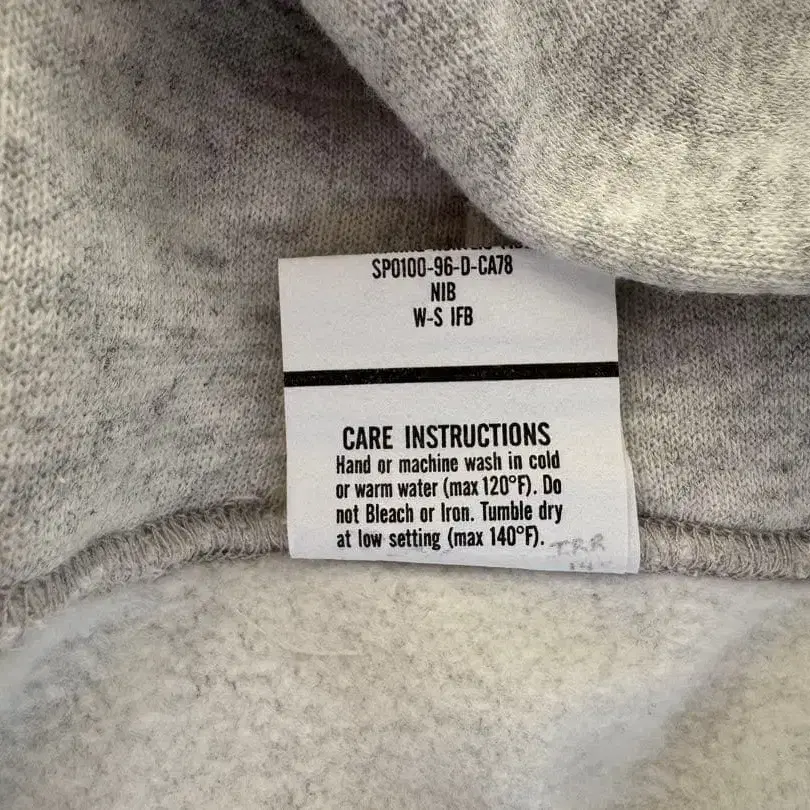 SPO100-96-D-CA78
NIB
W-S IFB
CARE INSTRUCTIONS
Hand or machine wash in cold
or warm water (max 120°F). Do
not Bleach or Iron. Tumble dry
at low setting (max 140°F).